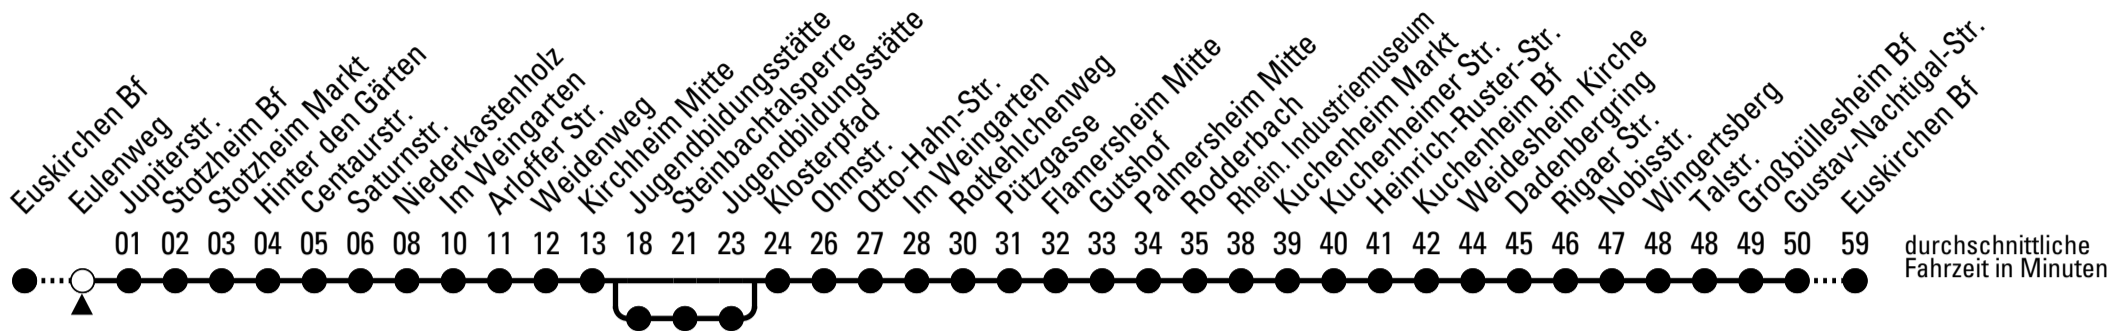 Euskirchen Bf
Eulenweg
Jupiterstr.
Stotzheim Bf
Stotzheim Markt
Hinter den Gärten
Centaurstr.
Saturnstr.
Niederkastenholz
Im Weingarten
Arloffer Str.
Weidenweg
Kirchheim Mitte
Jugendbildungsstätte
Steinbachtalsperre
Jugendbildungsstätte
Klosterpfad
Ohmstr.
Otto-Hahn-Str.
Im Weingarten
Rotkehlchenweg
Pützgasse
Flamersheim Mitte
Gutshof
Palmersheim Mitte
Rodderbach
Rhein. Industriemuseum
Kuchenheim Markt
Kuchenheimer Str.
Heinrich-Ruster-Str.
Kuchenheim Bf
Weidesheim Kirche
Dadenbergring
Rigaer Str.
Nobisstr.
Wingertsberg
Talstr.
Großbüllesheim Bf
Gustav-Nachtigal-Str.
Euskirchen Bf
01 02 03 04 05 06 08 10 11 12 13 18 21 23 24 26 27 28 30 31 32 33 34 35 38 39 40 41 42 44 45 46 47 48 48 49 50 59
durchschnittliche
Fahrzeit in Minuten